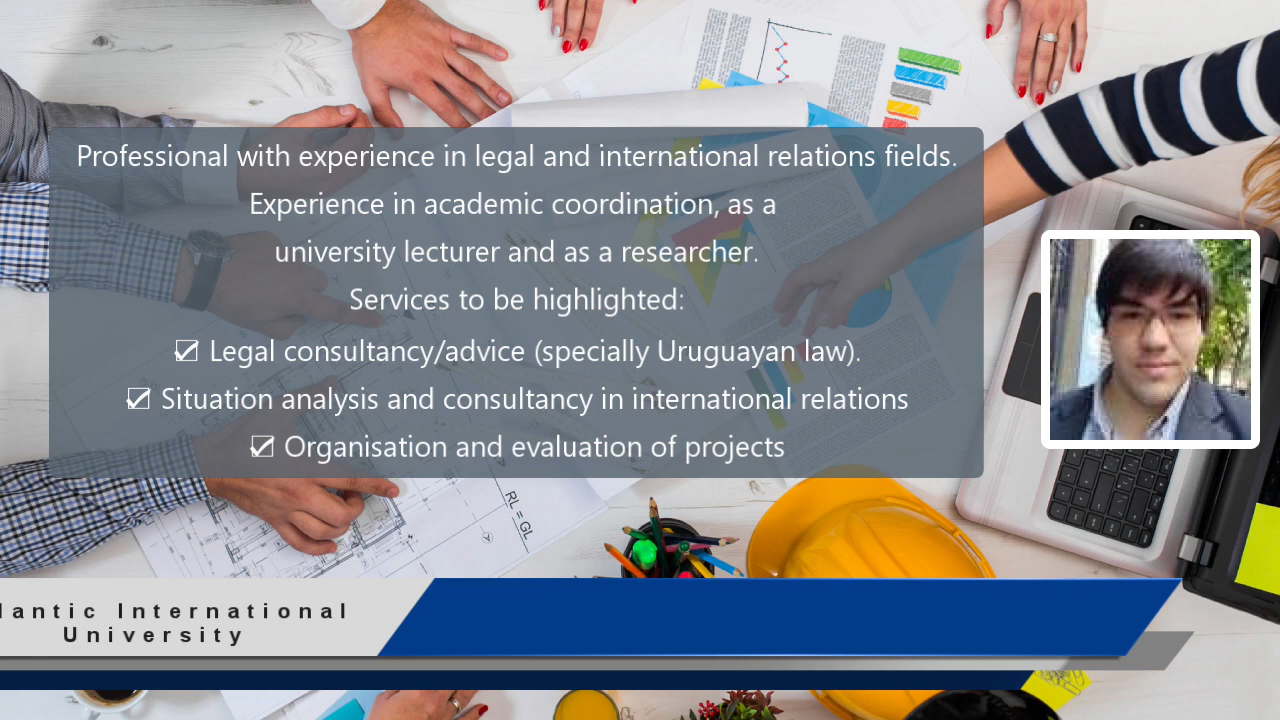 Professional with experience in legal and international relations fields.
Experience in academic coordination, as a
university lecturer and as a researcher.
Services to be highlighted:
☑ Legal consultancy/advice (specially Uruguayan law).
☑ Situation analysis and consultancy in international relations
☑ Organisation and evaluation of projects
RL = GL
lantic International
University